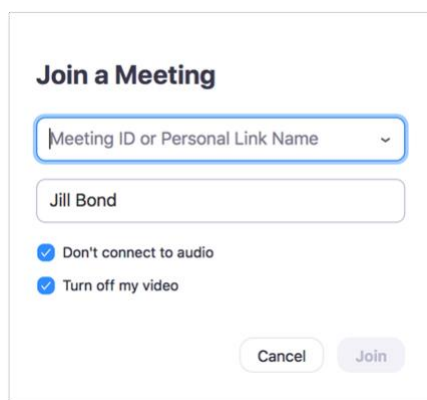 Join a Meeting
Meeting ID or Personal Link Name
Jill Bond
Don't connect to audio
Turn off my video
Cancel Join